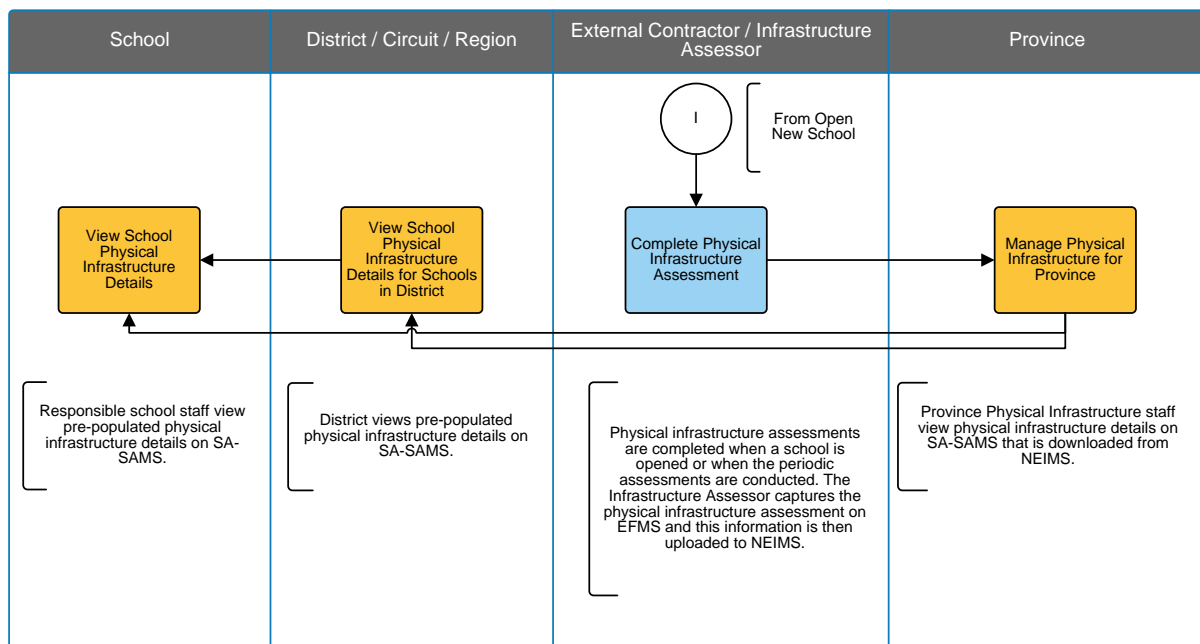 School
District / Circuit / Region
External Contractor / Infrastructure
Assessor
Province
I
From Open
New School
View School
Physical
Infrastructure
Details
View School
Physical
Infrastructure
Details for Schools
in District
Complete Physical
Infrastructure
Assessment
Manage Physical
Infrastructure for
Province
Responsible school staff view
pre-populated physical
infrastructure details on SA-
SAMS.
District views pre-populated
physical infrastructure details on
SA-SAMS.
Physical infrastructure assessments
are completed when a school is
opened or when the periodic
assessments are conducted. The
Infrastructure Assessor captures the
physical infrastructure assessment on
EFMS and this information is then
uploaded to NEIMS.
Province Physical Infrastructure staff
view physical infrastructure details on
SA-SAMS that is downloaded from
NEIMS.